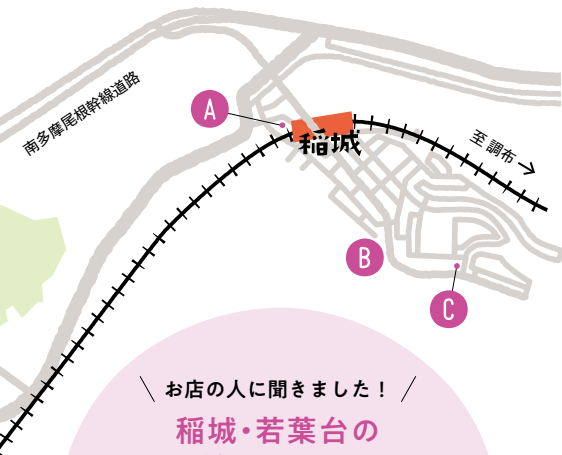 南多摩尾根幹線道路
A
稲城
至 調布
B
C
お店の人に聞きました！
稲城・若葉台の